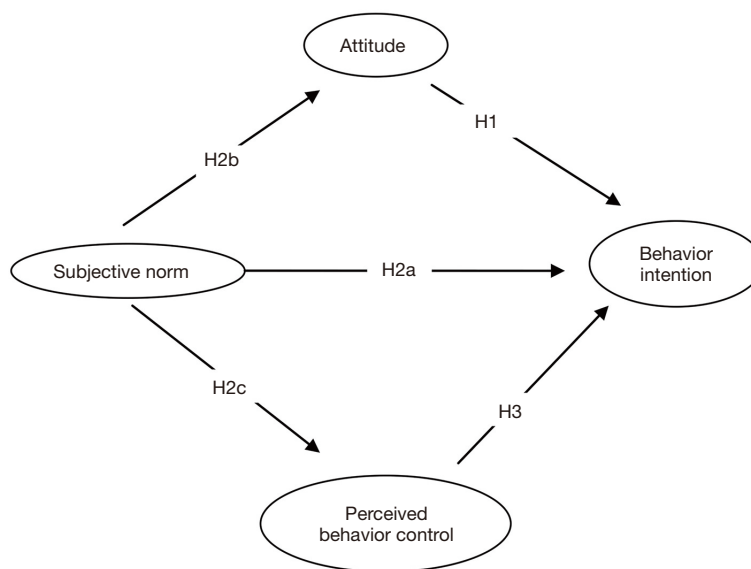 Attitude
H1
H2b
Subjective norm
H2a
Behavior
intention
H2c
H3
Perceived
behavior control